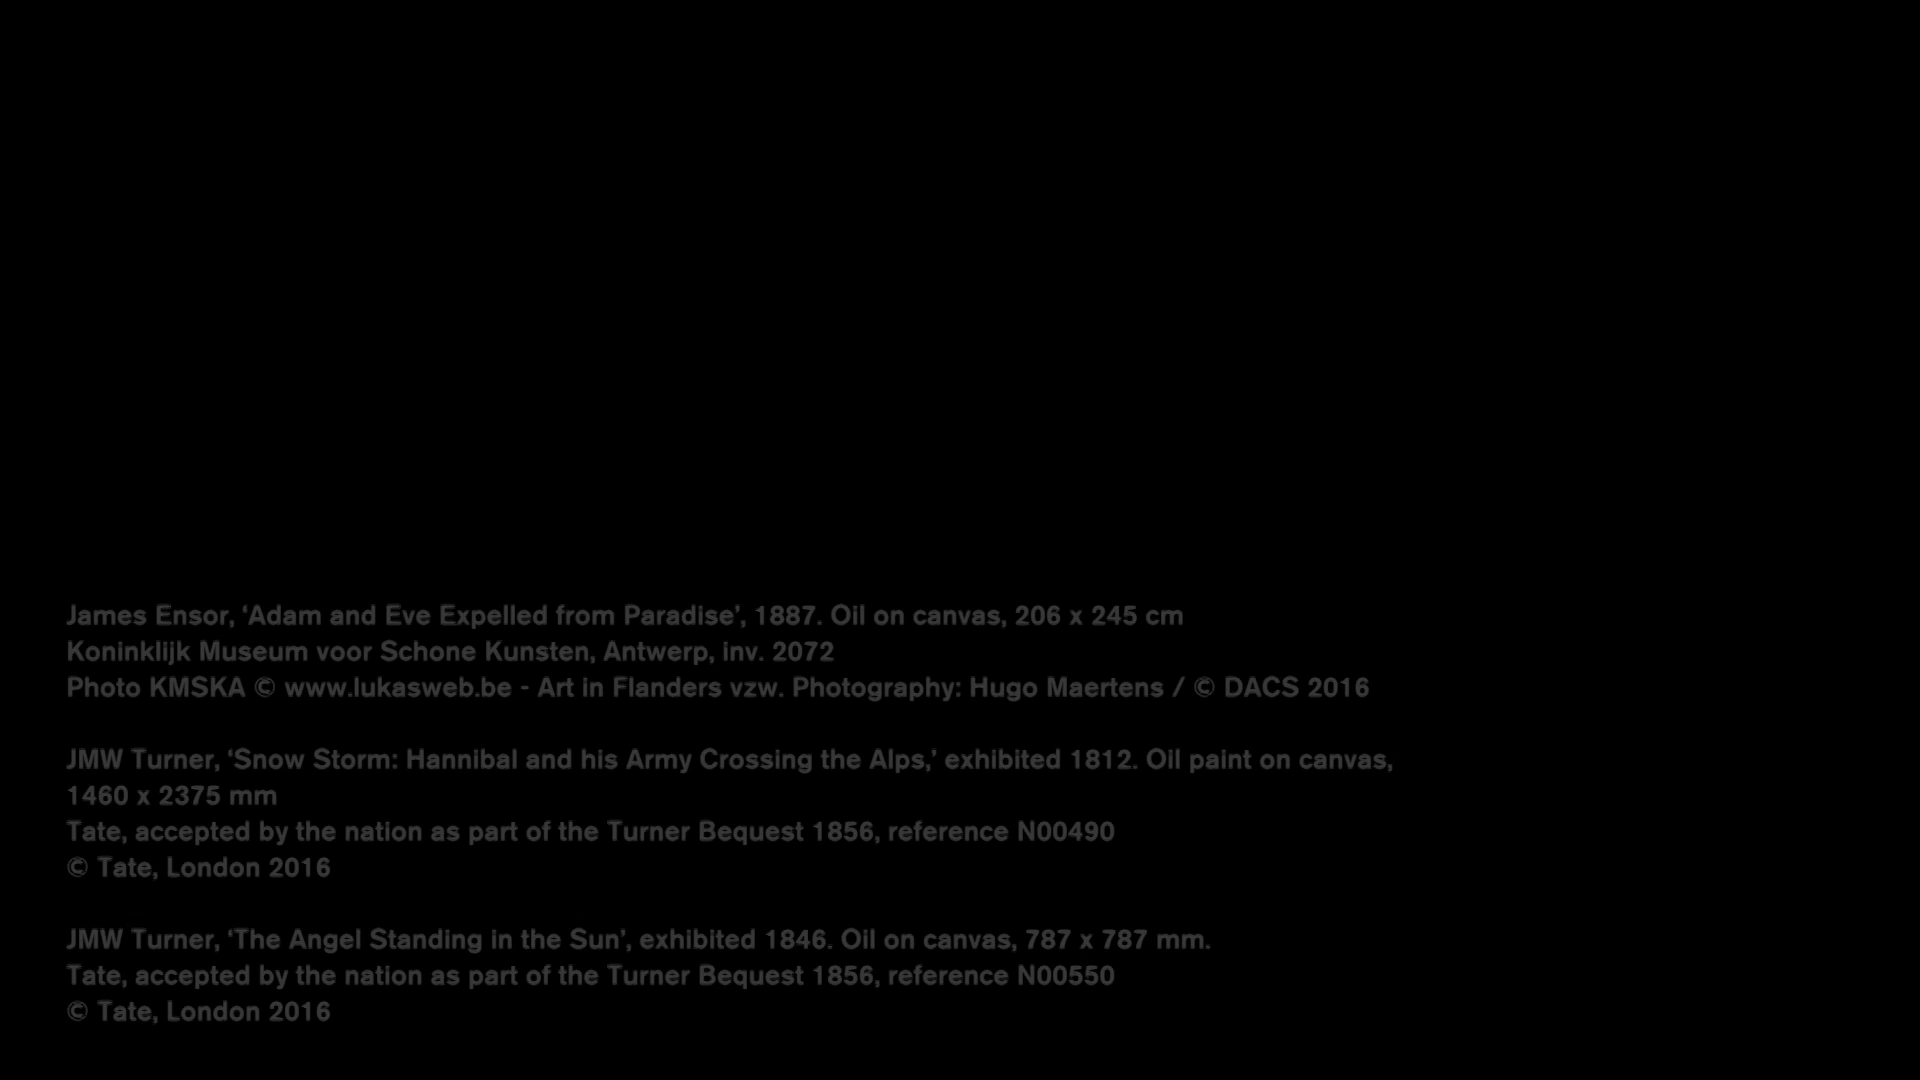 James Ensor, ‘Adam and Eve Expelled from Paradise’, 1887. Oil on canvas, 206 x 245 cm
Koninklijk Museum voor Schone Kunsten, Antwerp, inv. 2072
Photo KMSKA © www.lukasweb.be - Art in Flanders vzw. Photography: Hugo Maertens / © DACS 2016
JMW Turner, ‘Snow Storm: Hannibal and his Army Crossing the Alps,’ exhibited 1812. Oil paint on canvas,
1460 x 2375 mm
Tate, accepted by the nation as part of the Turner Bequest 1856, reference N00490
© Tate, London 2016
JMW Turner, ‘The Angel Standing in the Sun’, exhibited 1846. Oil on canvas, 787 x 787 mm.
Tate, accepted by the nation as part of the Turner Bequest 1856, reference N00550
© Tate, London 2016